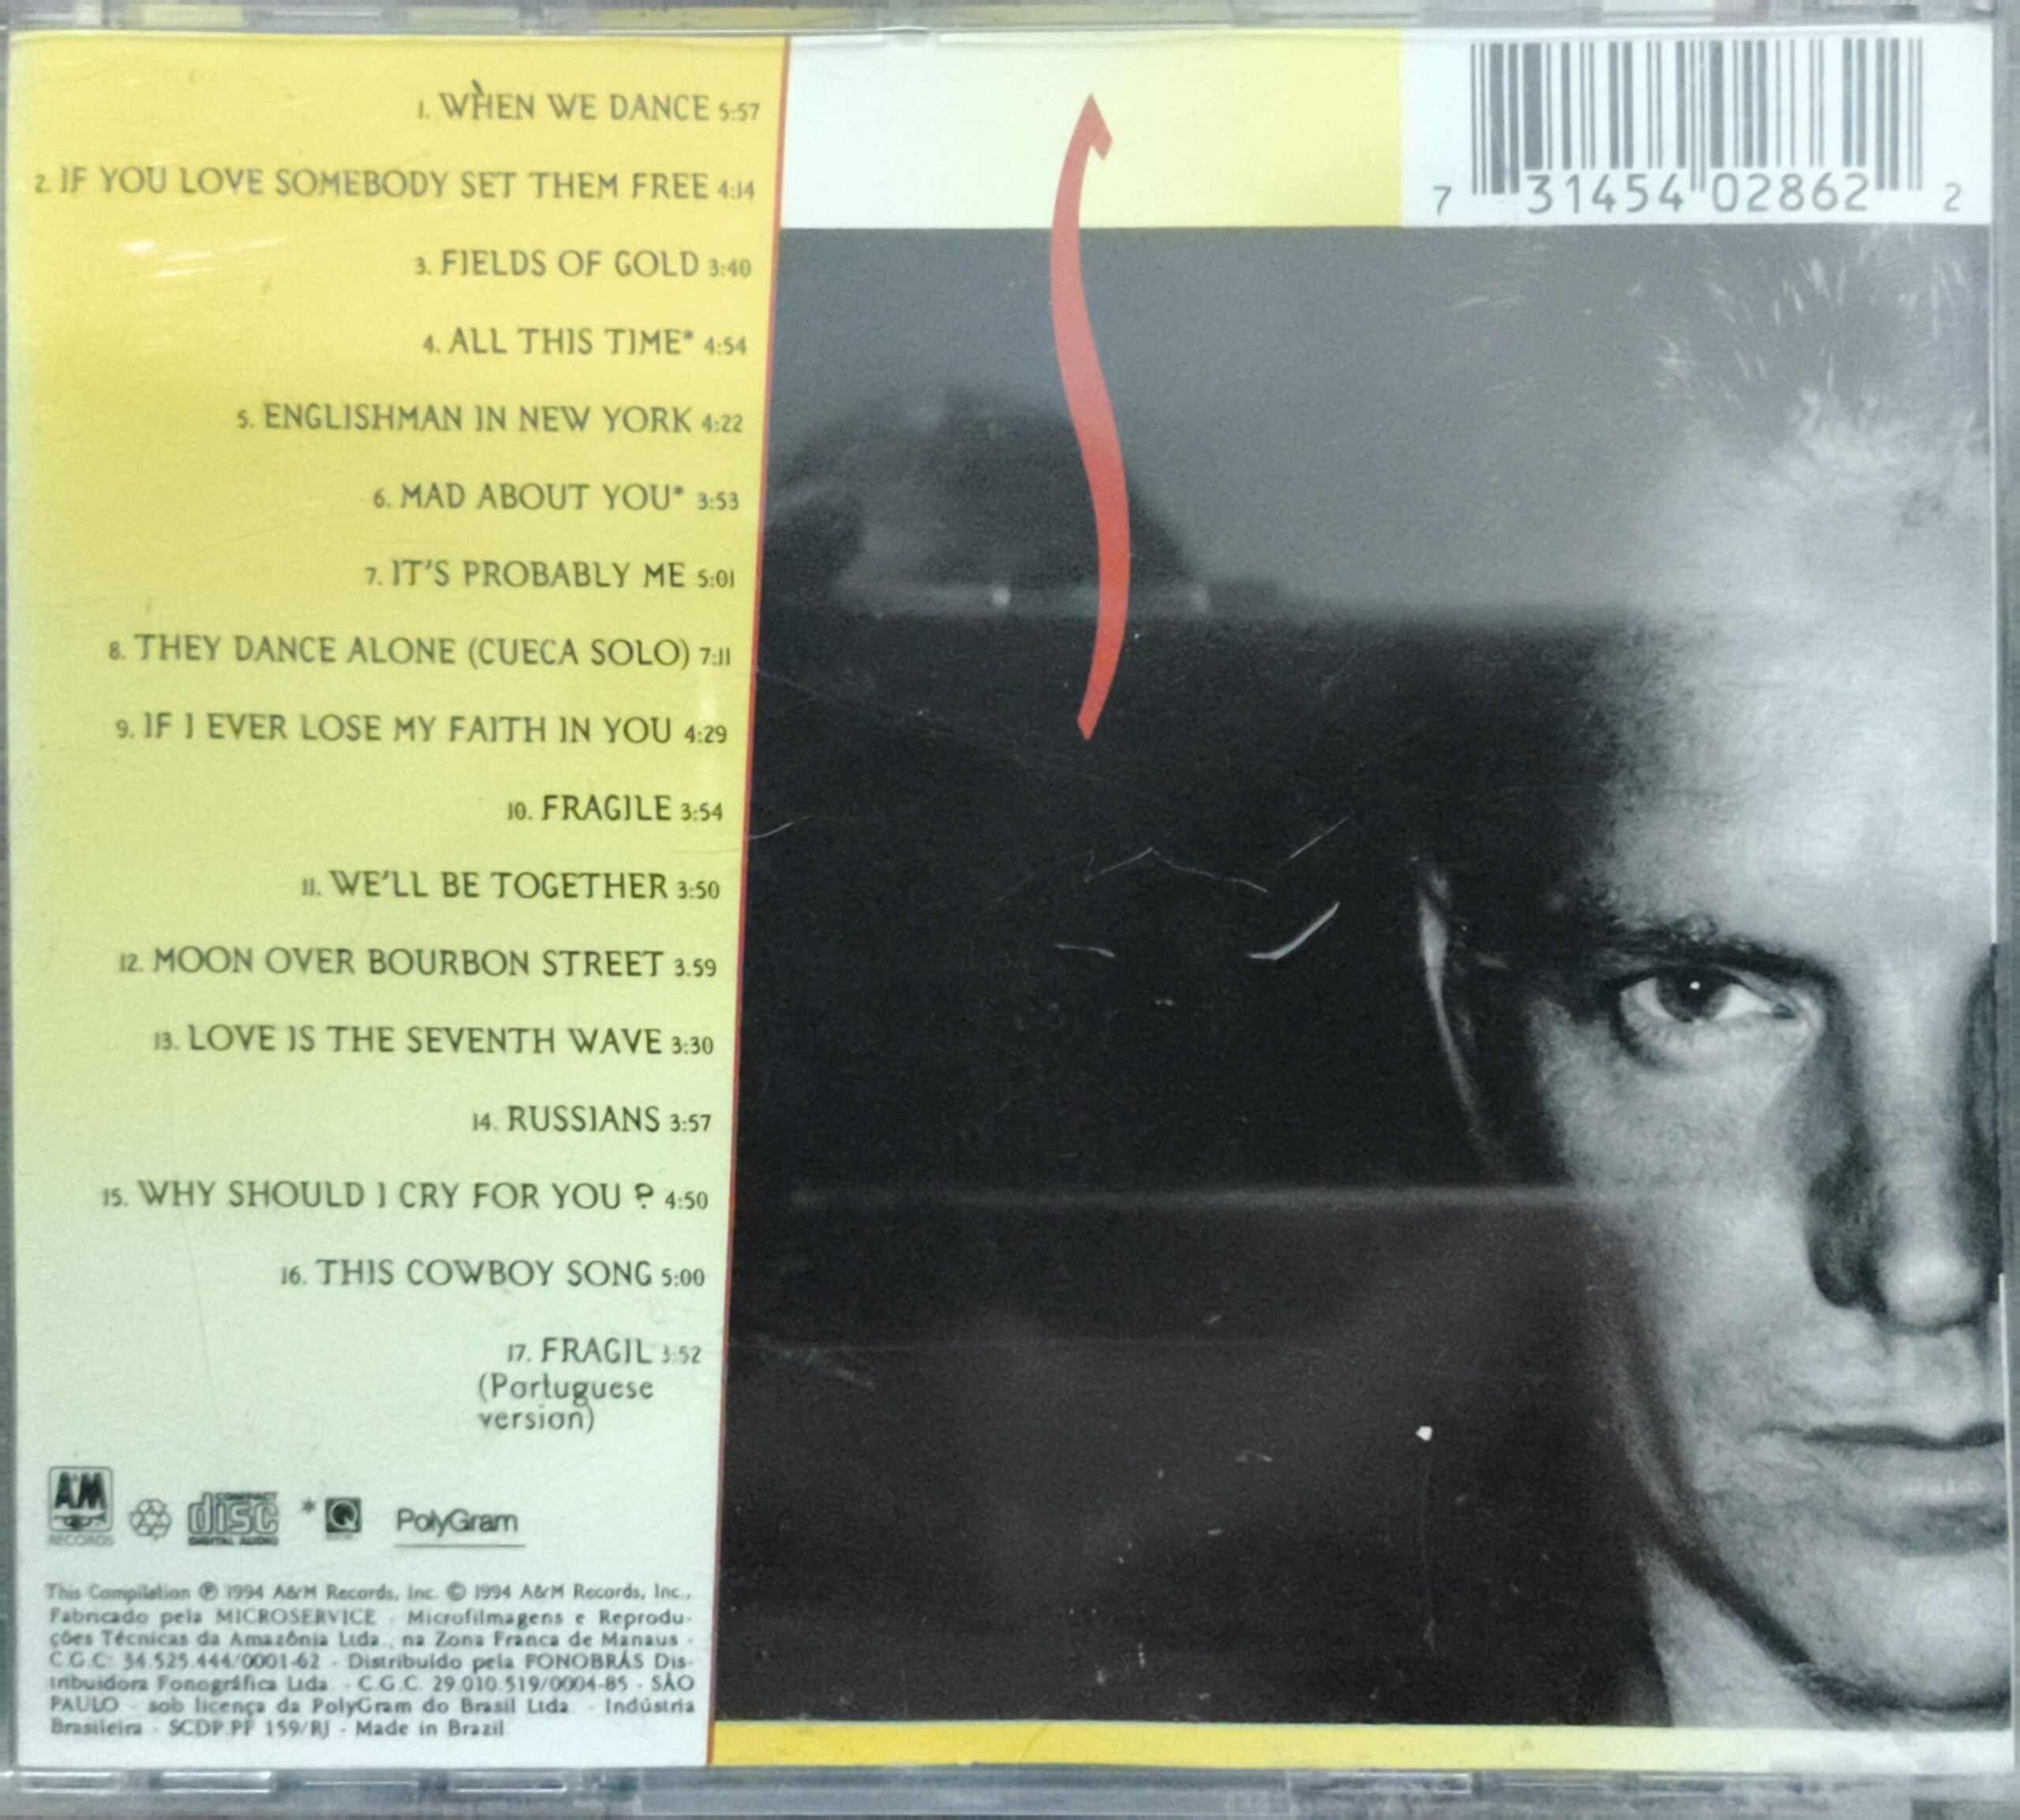 1. WHEN WE DANCE 5:57
2. IF YOU LOVE SOMEBODY SET THEM FREE 4:14
3. FIELDS OF GOLD 3:40
4. ALL THIS TIME* 4:54
5. ENGLISHMAN IN NEW YORK 4:22
6. MAD ABOUT YOU* 3:53
7. IT'S PROBABLY ME 5:01
8. THEY DANCE ALONE (CUECA SOLO) 7:11
9. IF I EVER LOSE MY FAITH IN YOU 4:29
10. FRAGILE 3:54
11. WE'LL BE TOGETHER 3:50
12. MOON OVER BOURBON STREET 3.59
13. LOVE IS THE SEVENTH WAVE 3:30
14. RUSSIANS 3:57
15. WHY SHOULD I CRY FOR YOU ? 4:50
16. THIS COWBOY SONG 5:00
17. FRAGIL 3:52
(Portuguese
version)
A&M
RECORDS
COMPACT
disc
DIGITAL AUDIO
* Q
PolyGram
This Compilation ℗ 1994 A&M Records, Inc. © 1994 A&M Records, Inc.,
Fabricado pela MICROSERVICE - Microfilmagens e Reprodu-
ções Técnicas da Amazônia Ltda., na Zona Franca de Manaus -
C.G.C: 34.525.444/0001-62 - Distribuído pela FONOBRÁS Dis-
tribuidora Fonográfica Ltda. - C.G.C. 29.010.519/0004-85 - SÃO
PAULO - sob licença da PolyGram do Brasil Ltda. - Indústria
Brasileira - SCDP.PF 159/RJ - Made in Brazil
7 31454 02862 2